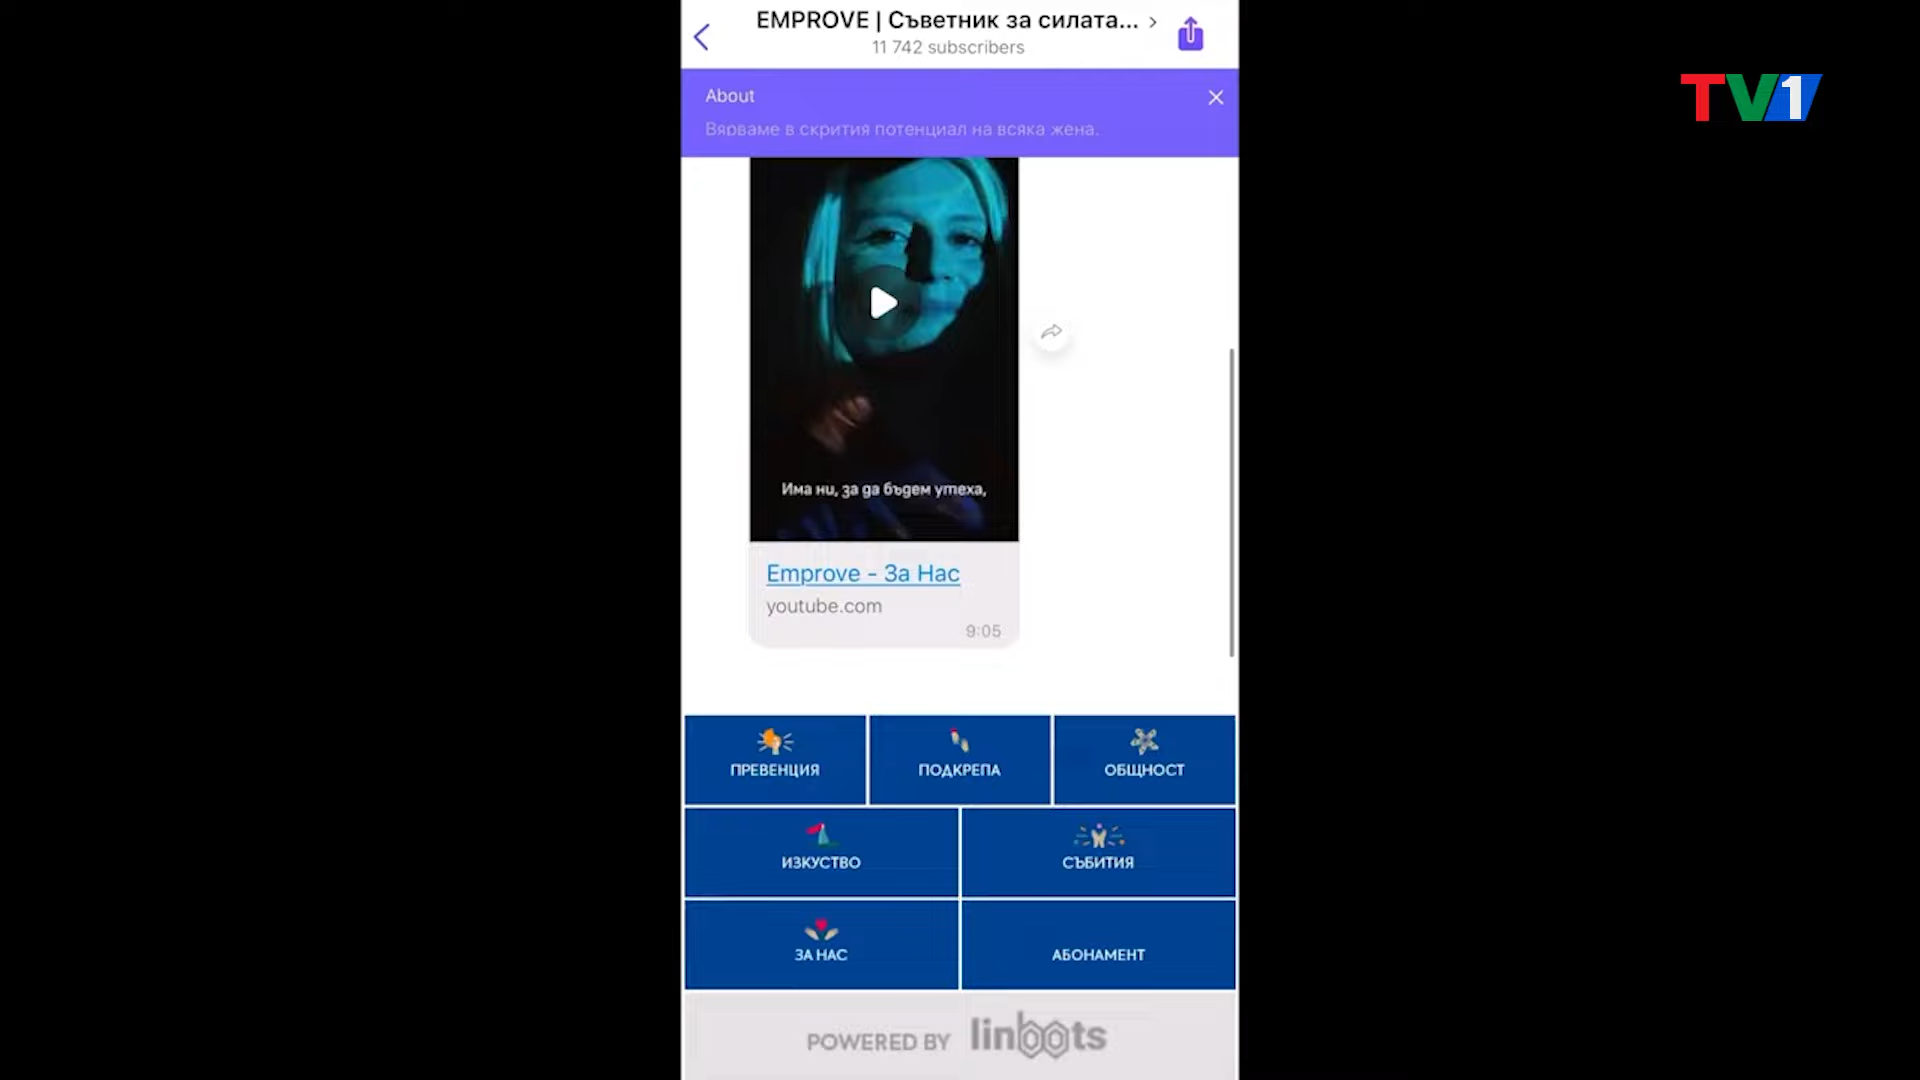 EMPROVE | Съветник за силата... >
11 742 subscribers
TV1
About
Вярваме в скрития потенциал на всяка жена.
Има ни, за да бъдем утеха,
Emprove - За Нас
youtube.com
9:05
ПРЕВЕНЦИЯ
ПОДКРЕПА
ОБЩНОСТ
ИЗКУСТВО
СЪБИТИЯ
ЗА НАС
АБОНАМЕНТ
POWERED BY linbots